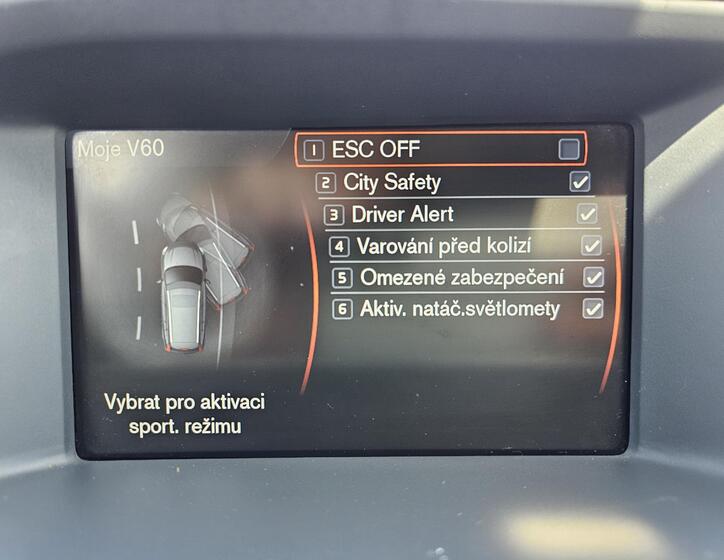 Moje V60
1 ESC OFF
2 City Safety
3 Driver Alert
4 Varování před kolizí
5 Omezené zabezpečení
6 Aktiv. natáč.světlomety
Vybrat pro aktivaci
sport. režimu